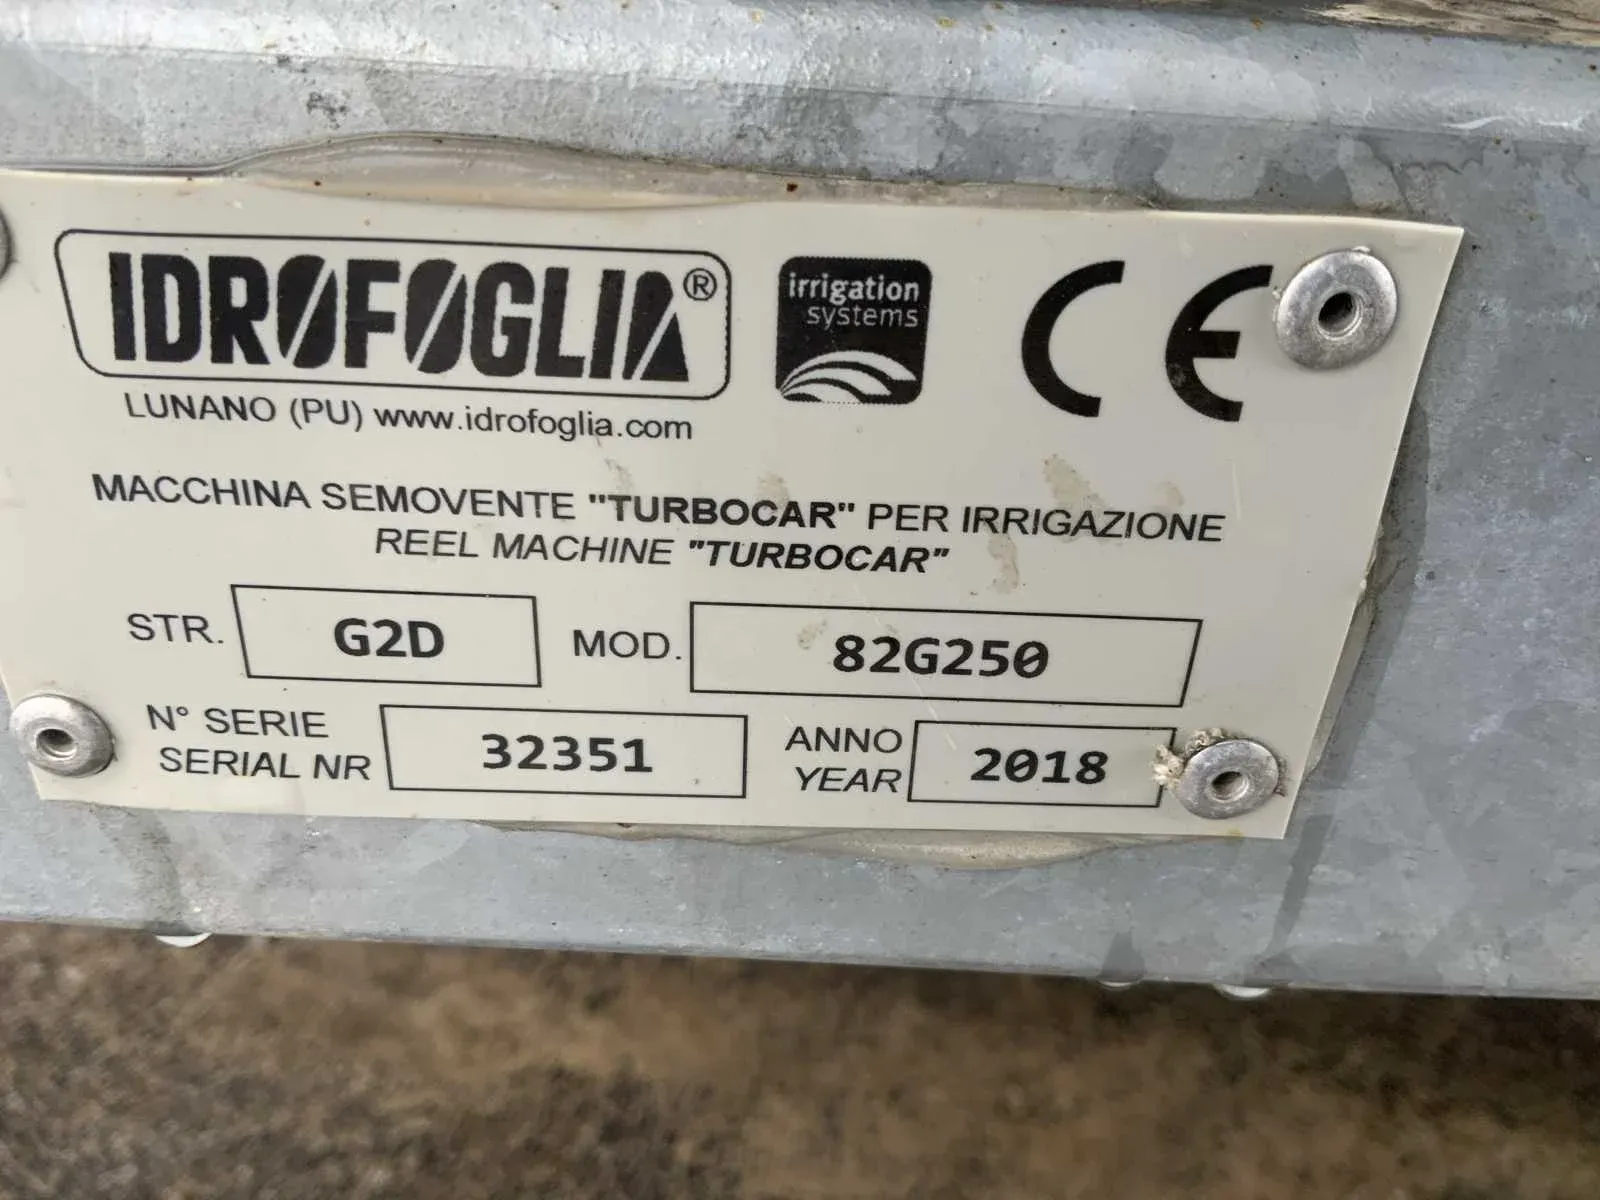 IDROFOGLIA®
irrigation
systems
CE
LUNANO (PU) www.idrofoglia.com
MACCHINA SEMOVENTE "TURBOCAR" PER IRRIGAZIONE
REEL MACHINE "TURBOCAR"
STR. G2D MOD. 82G250
N° SERIE
SERIAL NR 32351
ANNO
YEAR 2018